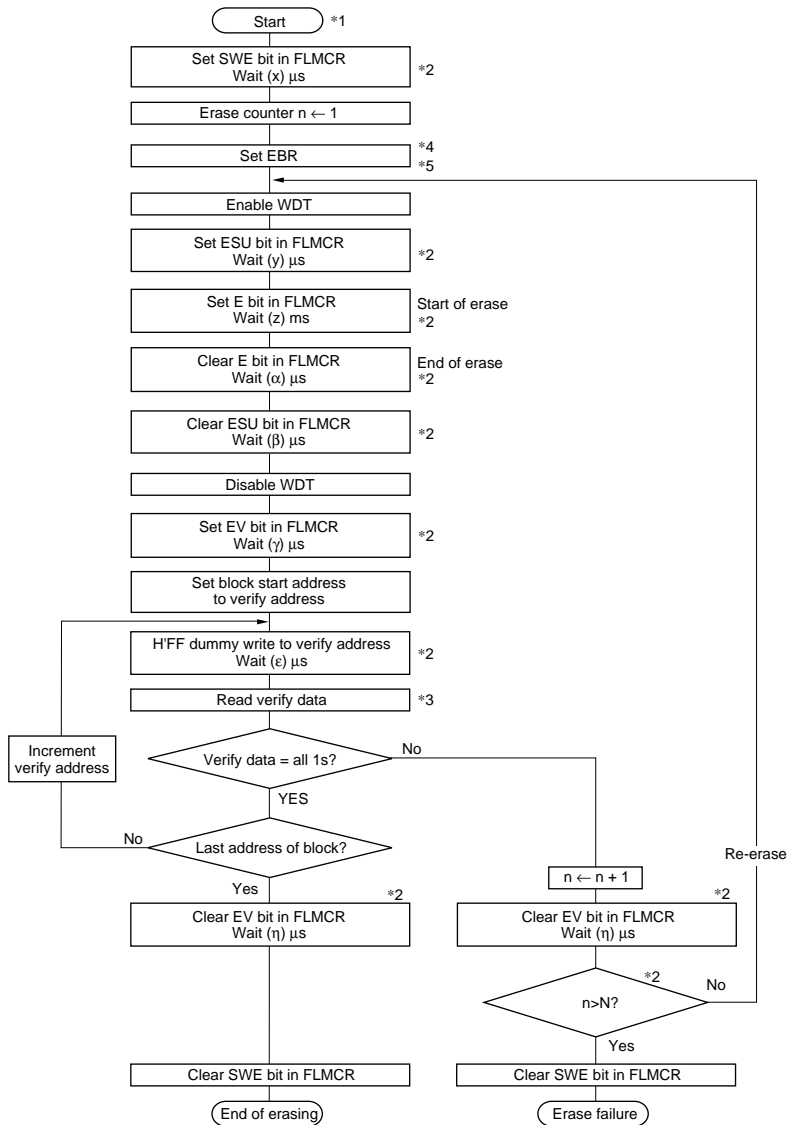 Start
*1
Set SWE bit in FLMCR
Wait (x) μs
*2
Erase counter n ← 1
Set EBR
*4
*5
Enable WDT
Set ESU bit in FLMCR
Wait (y) μs
*2
Set E bit in FLMCR
Wait (z) ms
Start of erase
*2
Clear E bit in FLMCR
Wait (α) μs
End of erase
*2
Clear ESU bit in FLMCR
Wait (β) μs
*2
Disable WDT
Set EV bit in FLMCR
Wait (γ) μs
*2
Set block start address
to verify address
H'FF dummy write to verify address
Wait (ε) μs
*2
Read verify data
*3
Increment
verify address
Verify data = all 1s?
No
YES
No
Last address of block?
Yes
Re-erase
n ← n + 1
*2
Clear EV bit in FLMCR
Wait (η) μs
*2
Clear EV bit in FLMCR
Wait (η) μs
*2
n>N?
No
Yes
Clear SWE bit in FLMCR
Clear SWE bit in FLMCR
End of erasing
Erase failure